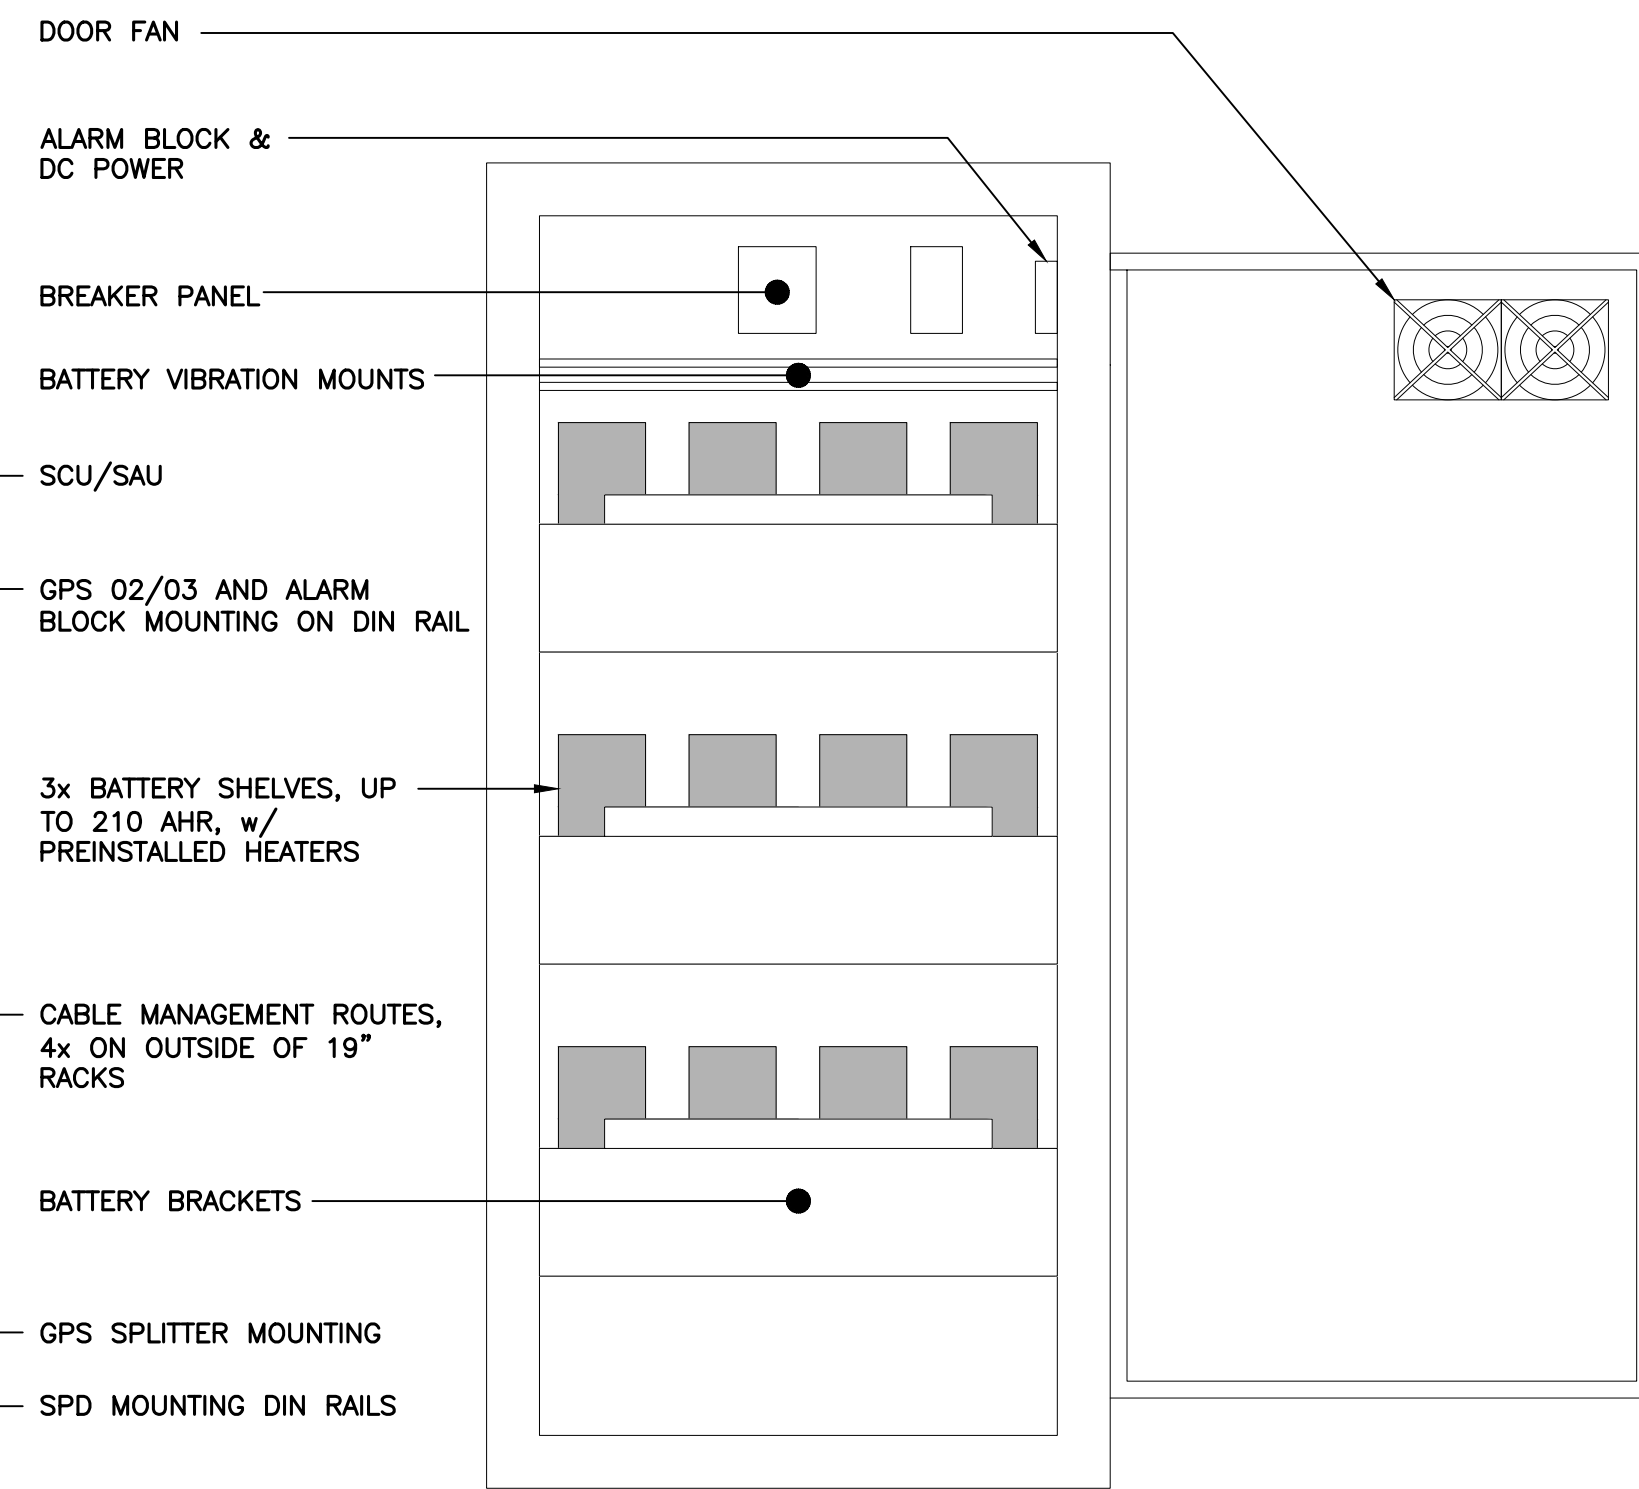 DOOR FAN
ALARM BLOCK &
DC POWER
BREAKER PANEL
BATTERY VIBRATION MOUNTS
SCU/SAU
GPS 02/03 AND ALARM
BLOCK MOUNTING ON DIN RAIL
3x BATTERY SHELVES, UP
TO 210 AHR, w/
PREINSTALLED HEATERS
CABLE MANAGEMENT ROUTES,
4x ON OUTSIDE OF 19"
RACKS
BATTERY BRACKETS
GPS SPLITTER MOUNTING
SPD MOUNTING DIN RAILS